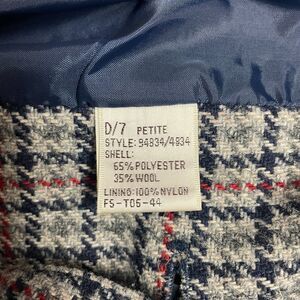 D/7 PETITE
STYLE: 94834/4834
SHELL:
65% POLYESTER
35% WOOL
LINING: 100% NYLON
FS-T05-44